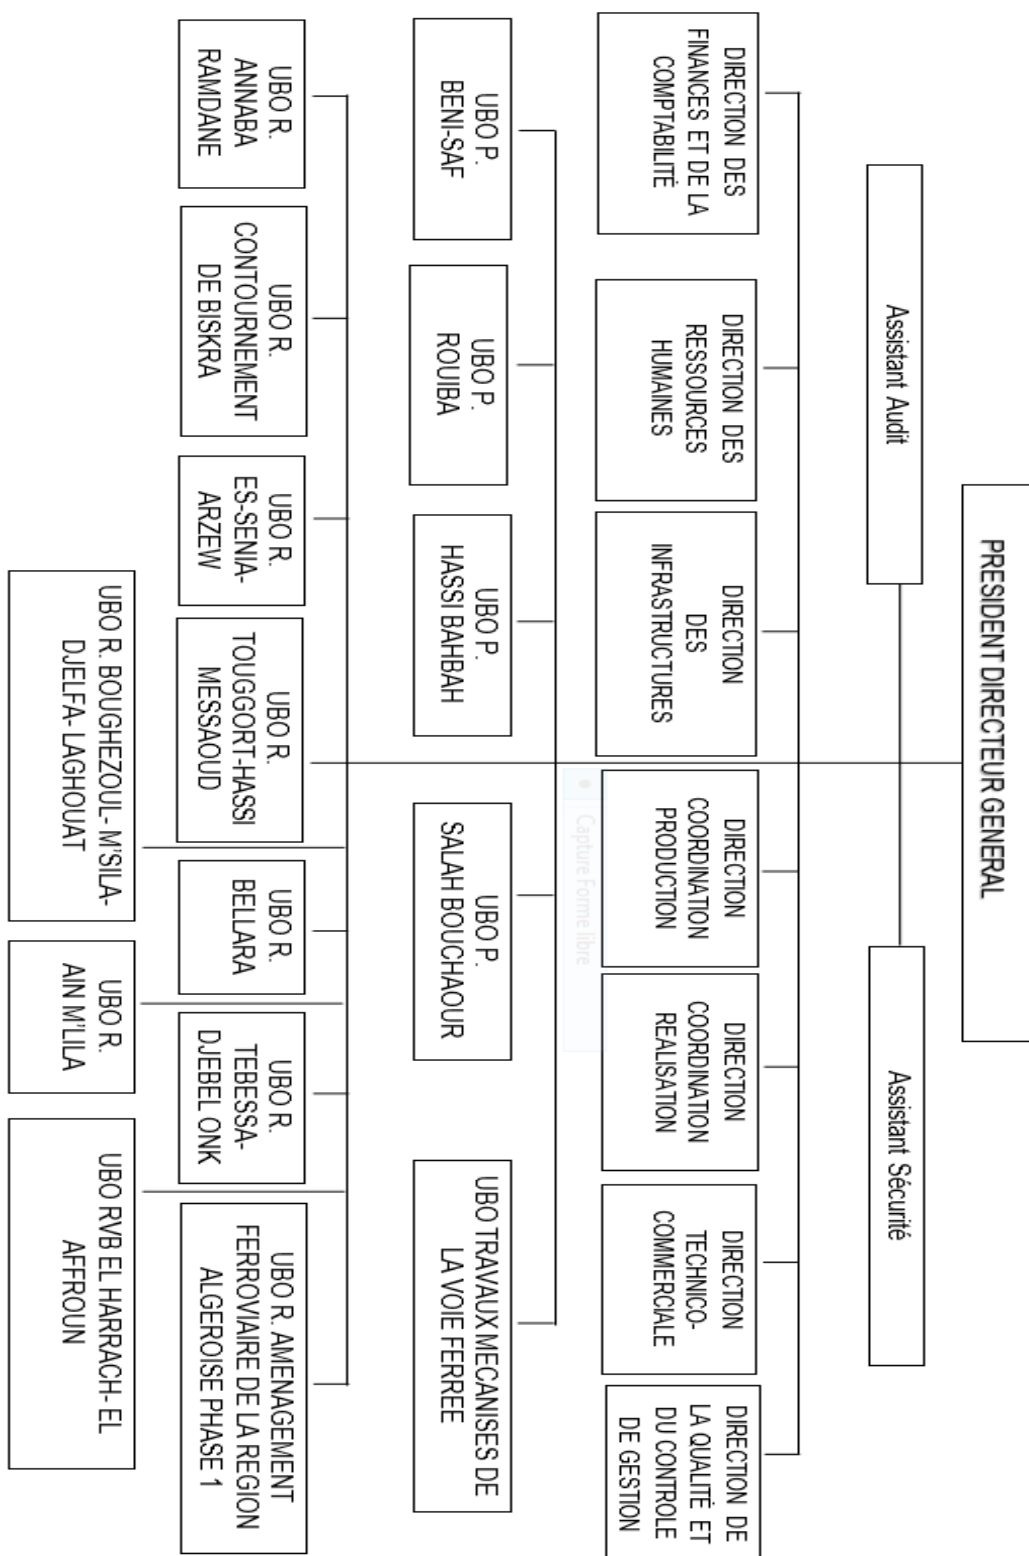 PRESIDENT DIRECTEUR GENERAL
Assistant Audit
Assistant Sécurité
DIRECTION DES
FINANCES ET DE LA
COMPTABILITÉ
DIRECTION DES
RESSOURCES
HUMAINES
DIRECTION
DES
INFRASTRUCTURES
DIRECTION
COORDINATION
PRODUCTION
DIRECTION
COORDINATION
REALISATION
DIRECTION
TECHNICO-
COMMERCIALE
DIRECTION DE
LA QUALITÉ ET
DU CONTROLE
DE GESTION
Capture Forme libre
UBO P.
BENI-SAF
UBO P.
ROUIBA
UBO P.
HASSI BAHBAH
UBO P.
SALAH BOUCHAOUR
UBO TRAVAUX MECANISES DE
LA VOIE FERREE
UBO R.
ANNABA
RAMDANE
UBO R.
CONTOURNEMENT
DE BISKRA
UBO R.
ES-SENIA-
ARZEW
UBO R.
TOUGGORT-HASSI
MESSAOUD
UBO R.
BELLARA
UBO R.
TEBESSA-
DJEBEL ONK
UBO R. AMENAGEMENT
FERROVIAIRE DE LA REGION
ALGEROISE PHASE 1
UBO R. BOUGHEZOUL- M'SILA-
DJELFA- LAGHOUAT
UBO R.
AIN M'LILA
UBO RVB EL HARRACH- EL
AFFROUN